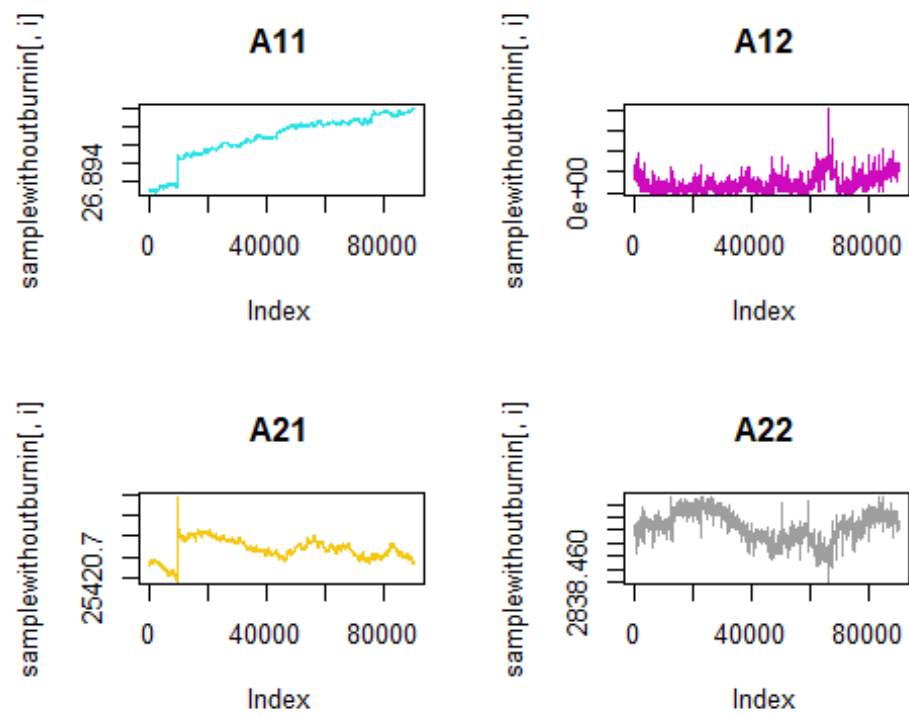 A11
samplewithoutburnin[, i]
26.894
0 40000 80000
Index
A12
samplewithoutburnin[, i]
0e+00
0 40000 80000
Index
A21
samplewithoutburnin[, i]
25420.7
0 40000 80000
Index
A22
samplewithoutburnin[, i]
2838.460
0 40000 80000
Index